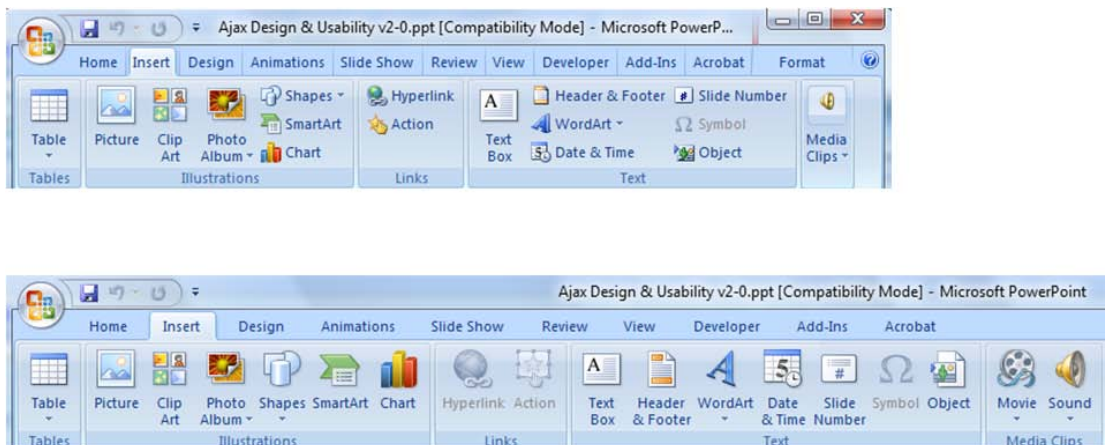 Ajax Design & Usability v2-0.ppt [Compatibility Mode] - Microsoft PowerP...
Home Insert Design Animations Slide Show Review View Developer Add-Ins Acrobat Format
Table
Tables
Picture Clip Art Photo Album
Shapes
SmartArt
Chart
Illustrations
Hyperlink
Action
Links
A
Text Box
Header & Footer
WordArt
5 Date & Time
# Slide Number
Ω Symbol
Object
Text
Media Clips
Ajax Design & Usability v2-0.ppt [Compatibility Mode] - Microsoft PowerPoint
Home Insert Design Animations Slide Show Review View Developer Add-Ins Acrobat
A A 5 # Ω
Table Picture Clip Art Photo Album Shapes SmartArt Chart Hyperlink Action Text Box Header & Footer WordArt Date & Time Slide Number Symbol Object Movie Sound
Tables Illustrations Links Text Media Clips